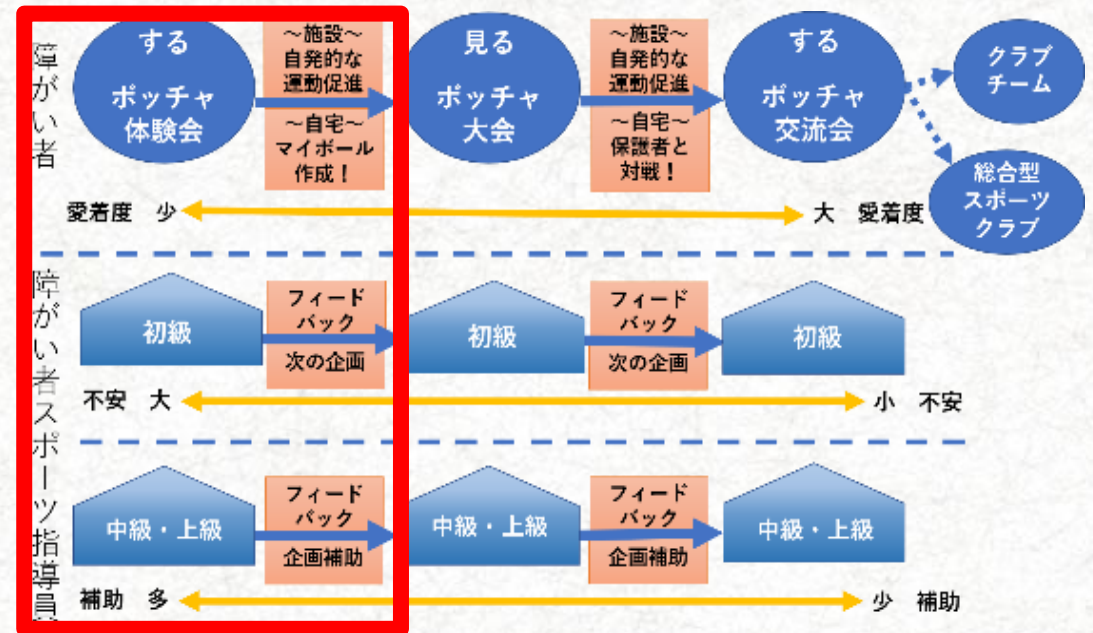 障がい者
する
ポッチャ
体験会
～施設～
自発的な
運動促進
～自宅～
マイボール
作成！
見る
ポッチャ
大会
～施設～
自発的な
運動促進
～自宅～
保護者と
対戦！
する
ポッチャ
交流会
クラブ
チーム
総合型
スポーツ
クラブ
愛着度 少
大 愛着度
障がい者スポーツ指導員
初級
フィード
バック
次の企画
初級
フィード
バック
次の企画
初級
不安 大
小 不安
中級・上級
フィード
バック
企画補助
中級・上級
フィード
バック
企画補助
中級・上級
補助 多
少 補助